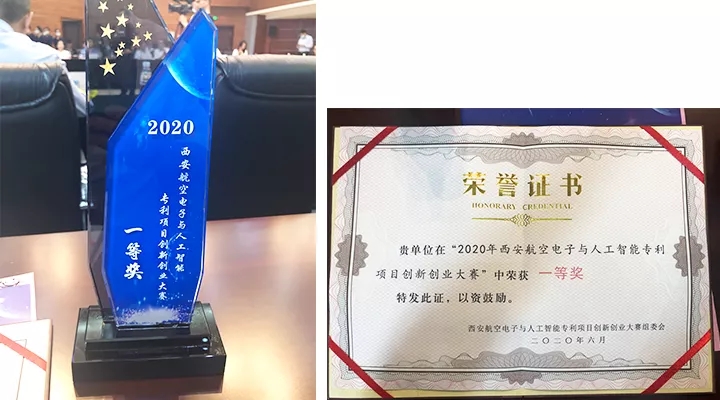 2020
西安航空电子与人工智能
专利项目创新创业大赛
一等奖
荣誉证书
HONORARY CREDENTIAL
贵单位在“2020年西安航空电子与人工智能专利
项目创新创业大赛”中荣获 一等奖
特发此证，以资鼓励。
西安航空电子与人工智能专利项目创新创业大赛组委会
二〇二〇年六月